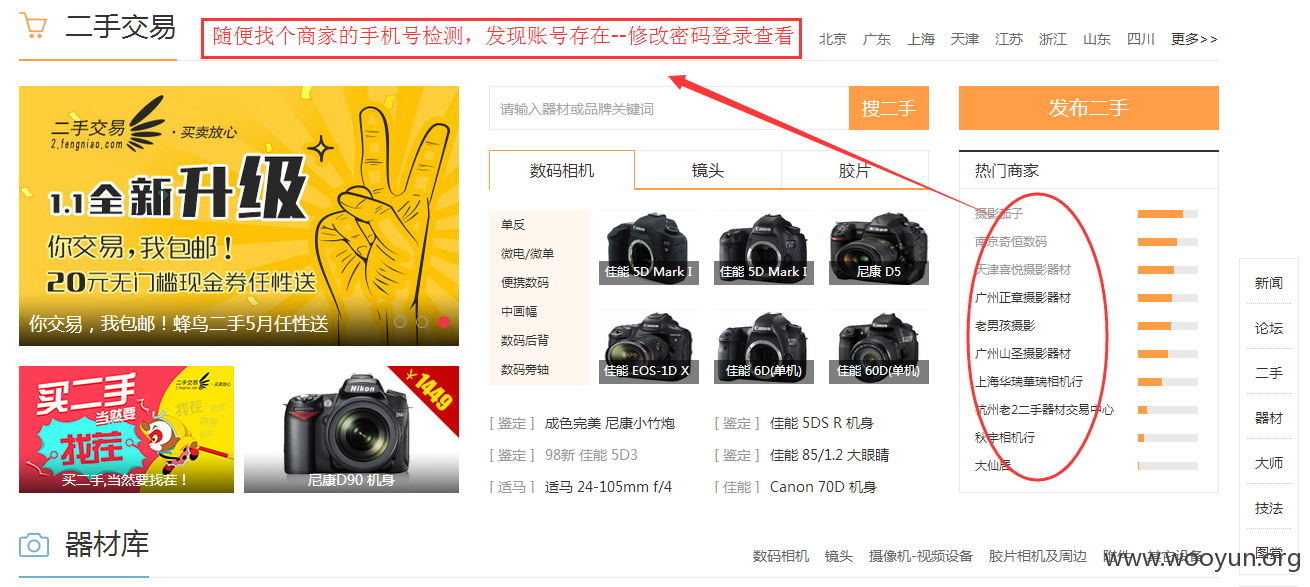 二手交易
随便找个商家的手机号检测，发现账号存在--修改密码登录查看
北京 广东 上海 天津 江苏 浙江 山东 四川 更多>>
二手交易
2.fengniao.com
·买卖放心
1.1全新升级
你交易,我包邮！
20元无门槛现金券任性送
你交易，我包邮！蜂鸟二手5月任性送
请输入器材或品牌关键词
搜二手
发布二手
数码相机 镜头 胶片
单反
微电/微单
便携数码
中画幅
数码后背
数码旁轴
佳能 5D Mark I
佳能 5D Mark I
尼康 D5
佳能 EOS-1D X
佳能 6D(单机)
佳能 60D(单机)
热门商家
摄影茄子
南京奇恒数码
天津喜悦摄影器材
广州正章摄影器材
老男孩摄影
广州山圣摄影器材
上海华瑞華瑞相机行
杭州老2二手器材交易中心
秋宇相机行
大仙居
买二手
当然要
找茬
二手交易
买二手,当然要找茬！
¥1449
尼康D90 机身
[ 鉴定 ] 成色完美 尼康小竹炮
[ 鉴定 ] 佳能 5DS R 机身
[ 鉴定 ] 98新 佳能 5D3
[ 鉴定 ] 佳能 85/1.2 大眼睛
[ 适马 ] 适马 24-105mm f/4
[ 佳能 ] Canon 70D 机身
新闻
论坛
二手
器材
大师
技法
图赏
器材库
数码相机 镜头 摄像机-视频设备 胶片相机及周边 附件 其它设备
www.wooyun.org